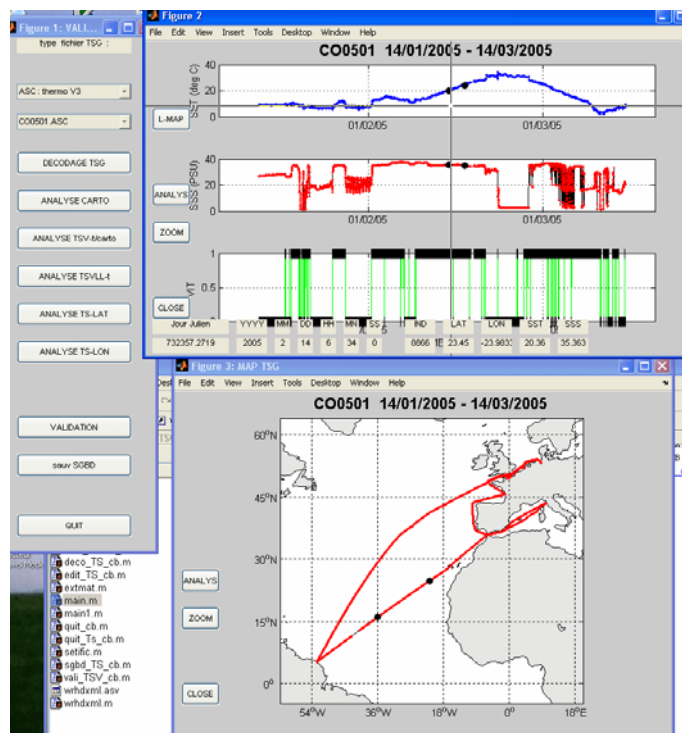 Figure 1: VALI...
type fichier TSG :
ASC : thermo V3
CO0501.ASC
DECODAGE TSG
ANALYSE CARTO
ANALYSE TSV-t/carto
ANALYSE TSVLL-t
ANALYSE TS-LAT
ANALYSE TS-LON
VALIDATION
sauv SGBD
QUIT
Figure 2
File Edit View Insert Tools Desktop Window Help
CO0501 14/01/2005 - 14/03/2005
SST (deg C)
40
20
0
01/02/05
01/03/05
L-MAP
SSS (PSU)
40
20
0
01/02/05
01/03/05
ANALYS
ZOOM
VIT
1
0.5
CLOSE
Jour Julien YYYY MM DD HH MN SS IND LAT LON SST SSS
732357.2719 2005 2 14 6 34 0 0866 23.45 -23.983 20.36 35.363
Figure 3: MAP TSG
File Edit View Insert Tools Desktop Window Help
CO0501 14/01/2005 - 14/03/2005
60°N
45°N
30°N
15°N
0°
54°W 36°W 18°W 0° 18°E
ANALYS
ZOOM
CLOSE
deco_TS_cb.m
edit_TS_cb.m
extmat.m
main.m
main1.m
quit_cb.m
quit_Ts_cb.m
setific.m
sgbd_TS_cb.m
vali_TSV_cb.m
wrhdxml.asv
wrhdxml.m